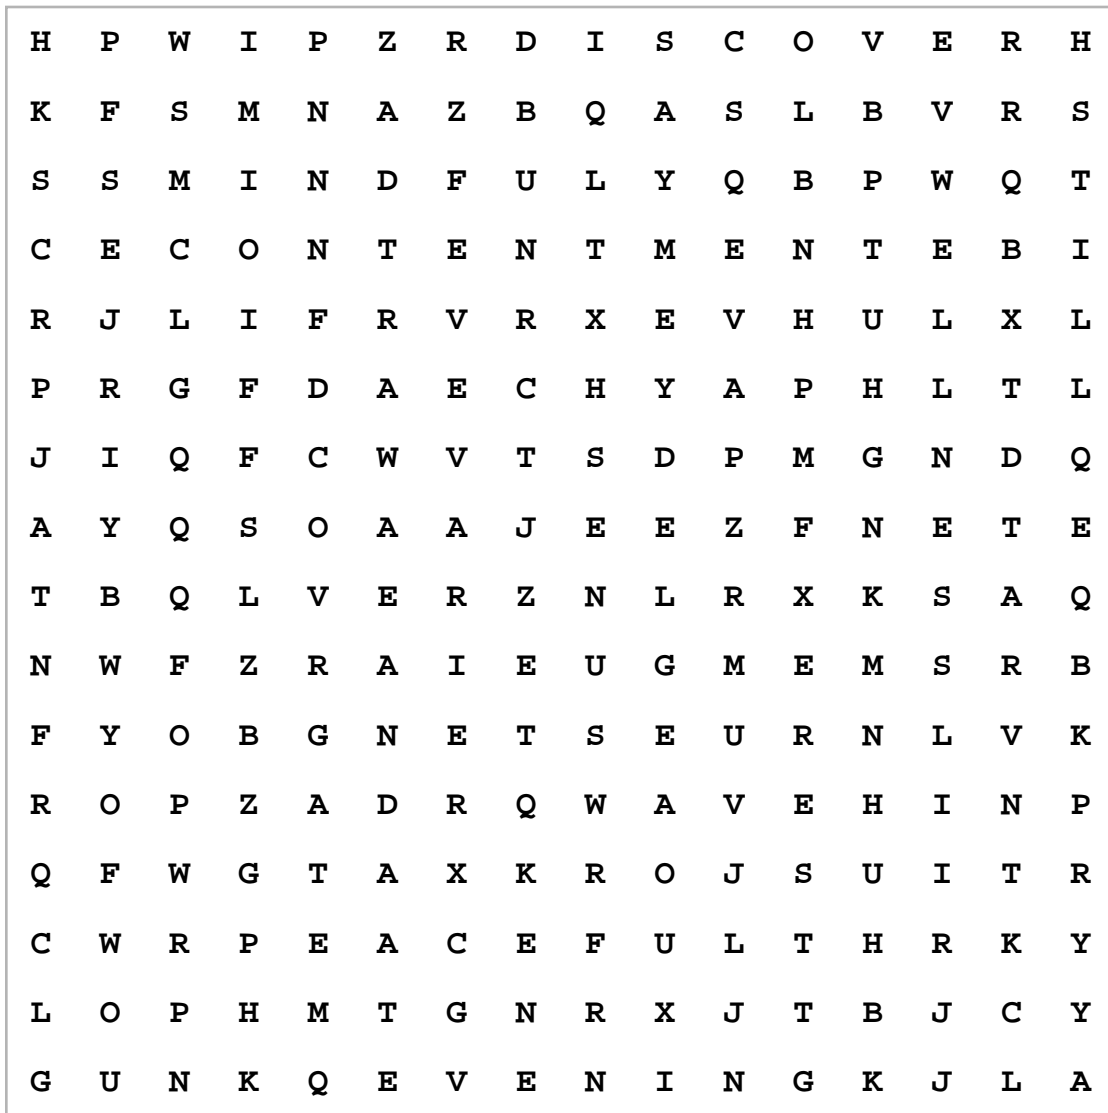 H P W I P Z R D I S C O V E R H
K F S M N A Z B Q A S L B V R S
S S M I N D F U L Y Q B P W Q T
C E C O N T E N T M E N T E B I
R J L I F R V R X E V H U L X L
P R G F D A E C H Y A P H L T L
J I Q F C W V T S D P M G N D Q
A Y Q S O A A J E E Z F N E T E
T B Q L V E R Z N L R X K S A Q
N W F Z R A I E U G M E M S R B
F Y O B G N E T S E U R N L V K
R O P Z A D R Q W A V E H I N P
Q F W G T A X K R O J S U I T R
C W R P E A C E F U L T H R K Y
L O P H M T G N R X J T B J C Y
G U N K Q E V E N I N G K J L A